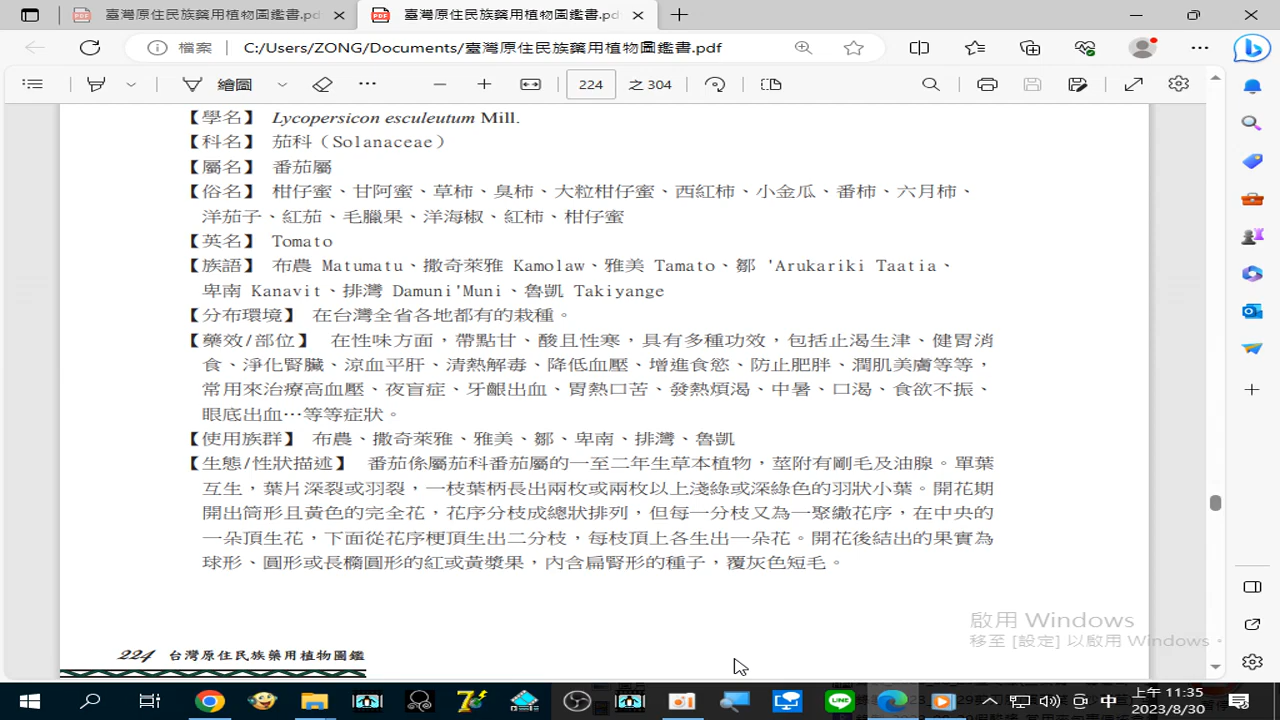 臺灣原住民族藥用植物圖鑑書.pdf
臺灣原住民族藥用植物圖鑑書.pdf
檔案 C:/Users/ZONG/Documents/臺灣原住民族藥用植物圖鑑書.pdf
繪圖 224 之 304
【學名】 Lycopersicon esculeutum Mill.
【科名】 茄科（Solanaceae）
【屬名】 番茄屬
【俗名】 柑仔蜜、甘阿蜜、草柿、臭柿、大粒柑仔蜜、西紅柿、小金瓜、番柿、六月柿、
洋茄子、紅茄、毛臘果、洋海椒、紅柿、柑仔蜜
【英名】 Tomato
【族語】 布農 Matumatu、撒奇萊雅 Kamolaw、雅美 Tamato、鄒 'Arukariki Taatia、
卑南 Kanavit、排灣 Damuni'Muni、魯凱 Takiyange
【分布環境】 在台灣全省各地都有的栽種。
【藥效/部位】 在性味方面，帶點甘、酸且性寒，具有多種功效，包括止渴生津、健胃消
食、淨化腎臟、涼血平肝、清熱解毒、降低血壓、增進食慾、防止肥胖、潤肌美膚等等，
常用來治療高血壓、夜盲症、牙齦出血、胃熱口苦、發熱煩渴、中暑、口渴、食欲不振、
眼底出血…等等症狀。
【使用族群】 布農、撒奇萊雅、雅美、鄒、卑南、排灣、魯凱
【生態/性狀描述】 番茄係屬茄科番茄屬的一至二年生草本植物，莖附有剛毛及油腺。單葉
互生，葉片深裂或羽裂，一枝葉柄長出兩枚或兩枚以上淺綠或深綠色的羽狀小葉。開花期
開出筒形且黃色的完全花，花序分枝成總狀排列，但每一分枝又為一聚繖花序，在中央的
一朵頂生花，下面從花序梗頂生出二分枝，每枝頂上各生出一朵花。開花後結出的果實為
球形、圓形或長橢圓形的紅或黃漿果，內含扁腎形的種子，覆灰色短毛。
啟用 Windows
移至 [設定] 以啟用 Windows。
224 台灣原住民族藥用植物圖鑑
中 上午 11:35
2023/8/30